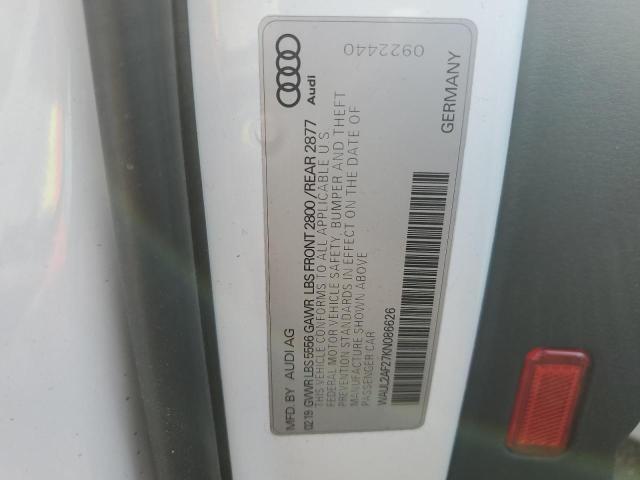 MFD. BY AUDI AG
Audi
02/19 GVWR LBS 5556 GAWR LBS FRONT 2800 / REAR 2877
THIS VEHICLE CONFORMS TO ALL APPLICABLE U.S.
FEDERAL MOTOR VEHICLE SAFETY, BUMPER AND THEFT
PREVENTION STANDARDS IN EFFECT ON THE DATE OF
MANUFACTURE SHOWN ABOVE
PASSENGER CAR
WAUL2AF27KN086626
GERMANY
0922440